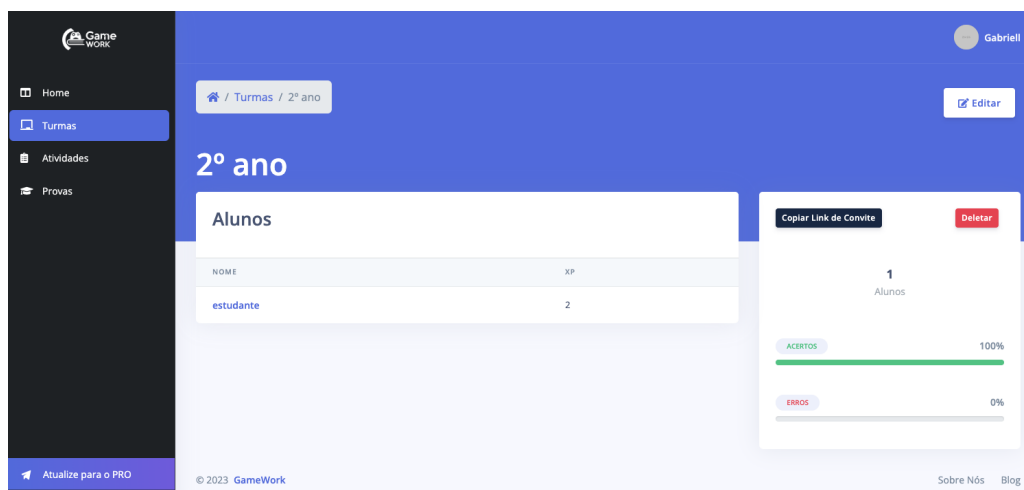 Game
WORK
Gabriell
Home
Turmas
Atividades
Provas
/ Turmas / 2º ano
Editar
2º ano
Alunos
NOME XP
estudante 2
Copiar Link de Convite Deletar
1
Alunos
ACERTOS 100%
ERROS 0%
Atualize para o PRO
© 2023 GameWork
Sobre Nós Blog